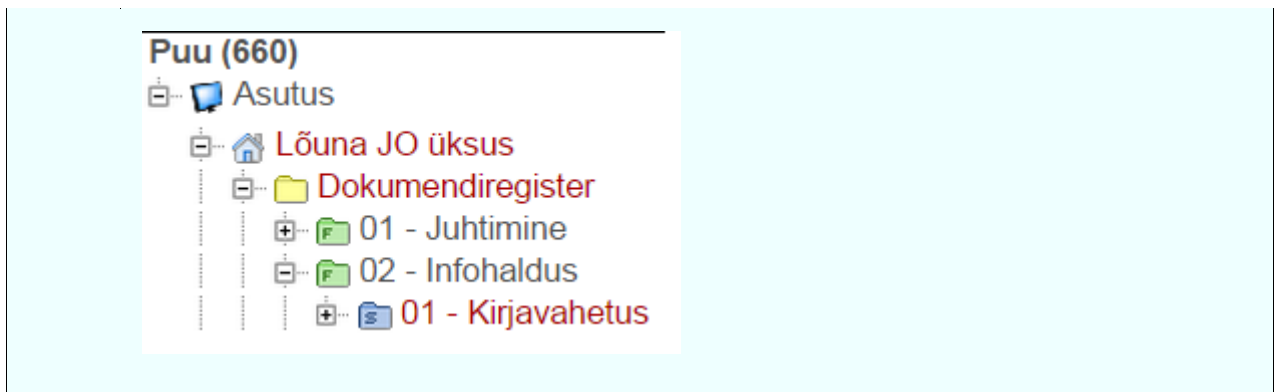 Puu (660)
Asutus
Lõuna JO üksus
Dokumendiregister
F 01 - Juhtimine
F 02 - Infohaldus
S 01 - Kirjavahetus